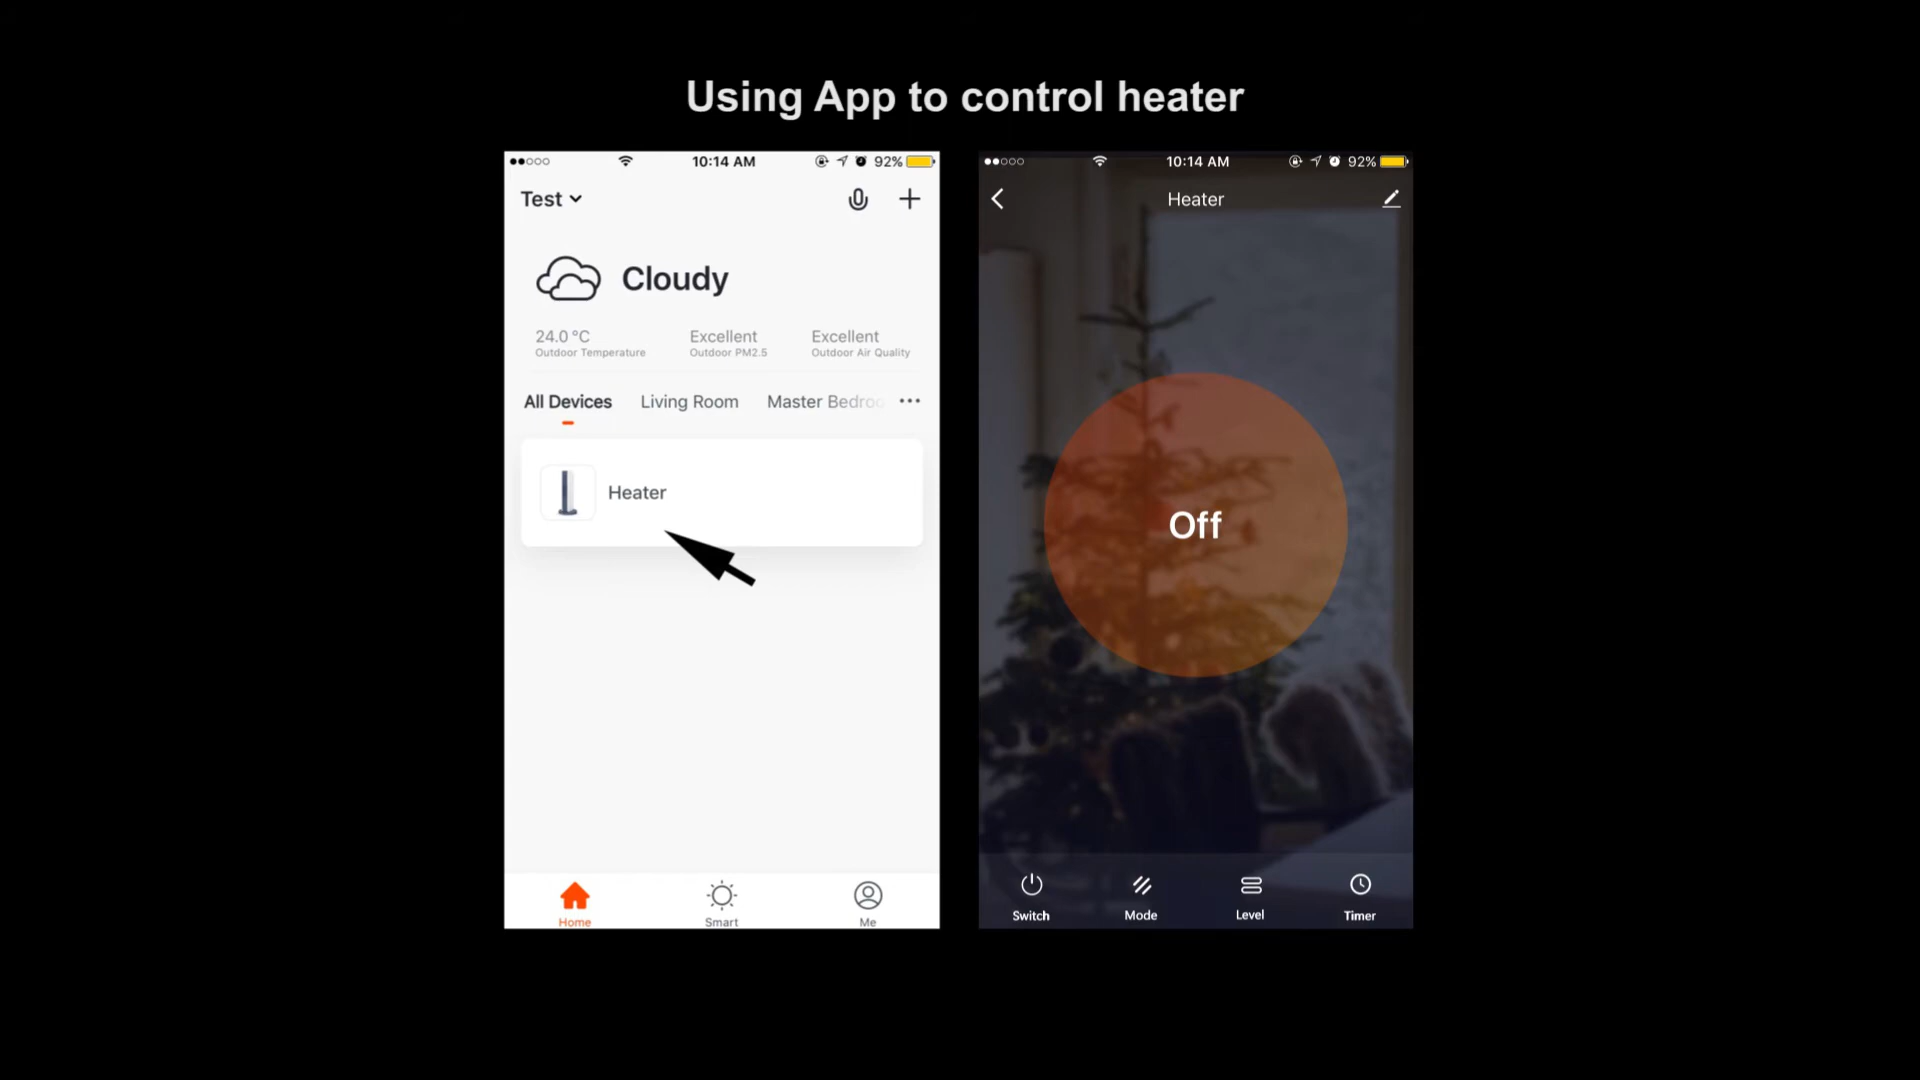 Using App to control heater
10:14 AM 92%
Test
Cloudy
24.0 °C Excellent Excellent
Outdoor Temperature Outdoor PM2.5 Outdoor Air Quality
All Devices Living Room Master Bedroo ...
Heater
Home Smart Me
10:14 AM 92%
Heater
Off
Switch Mode Level Timer